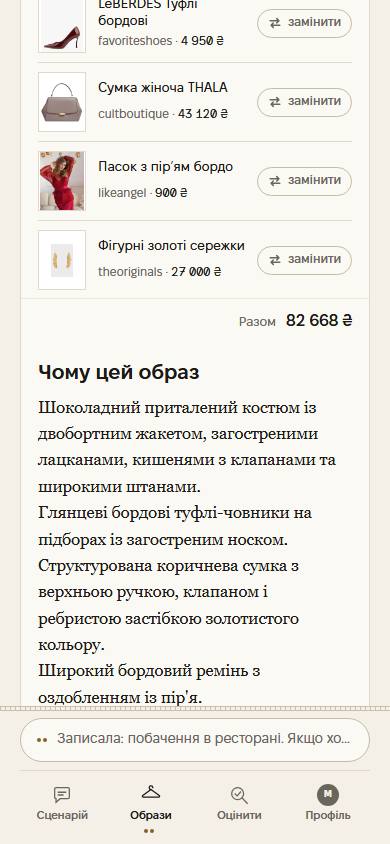 LeBERDES Туфлі
бордові
favoriteshoes · 4 950 ₴
замінити
Сумка жіноча THALA
cultboutique · 43 120 ₴
замінити
Пасок з пір'ям бордо
likeangel · 900 ₴
замінити
Фігурні золоті сережки
theoriginals · 27 000 ₴
замінити
Разом 82 668 ₴
Чому цей образ
Шоколадний приталений костюм із
двобортним жакетом, загостреними
лацканами, кишенями з клапанами та
широкими штанами.
Глянцеві бордові туфлі-човники на
підборах із загостреним носком.
Структурована коричнева сумка з
верхньою ручкою, клапаном і
ребристою застібкою золотистого
кольору.
Широкий бордовий ремінь з
оздобленням із пір'я.
Записала: побачення в ресторані. Якщо хо...
Сценарій
Образи
Оцінити
М
Профіль